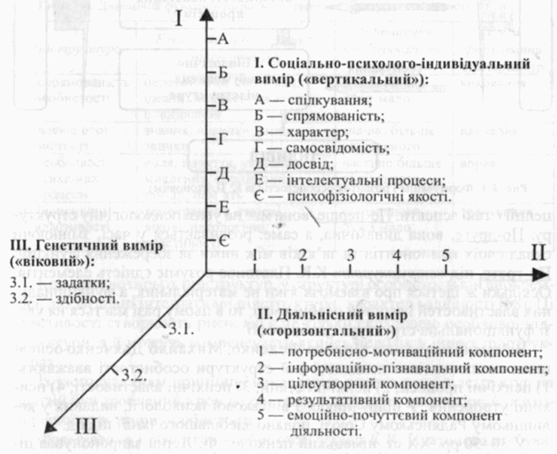 I
А
Б
В
Г
Д
Е
Є
I. Соціально-психолого-індивідуальний
вимір («вертикальний»):
А — спілкування;
Б — спрямованість;
В — характер;
Г — самосвідомість;
Д — досвід;
Е — інтелектуальні процеси;
Є — психофізіологічні якості.
II
1 2 3 4 5
III. Генетичний вимір
(«віковий»):
3.1. — задатки;
3.2. — здібності.
3.1.
3.2.
III
II. Діяльнісний вимір
(«горизонтальний»)
1 — потребнісно-мотиваційний компонент;
2 — інформаційно-пізнавальний компонент;
3 — цілеутворний компонент;
4 — результативний компонент;
5 — емоційно-почуттєвий компонент
діяльності.